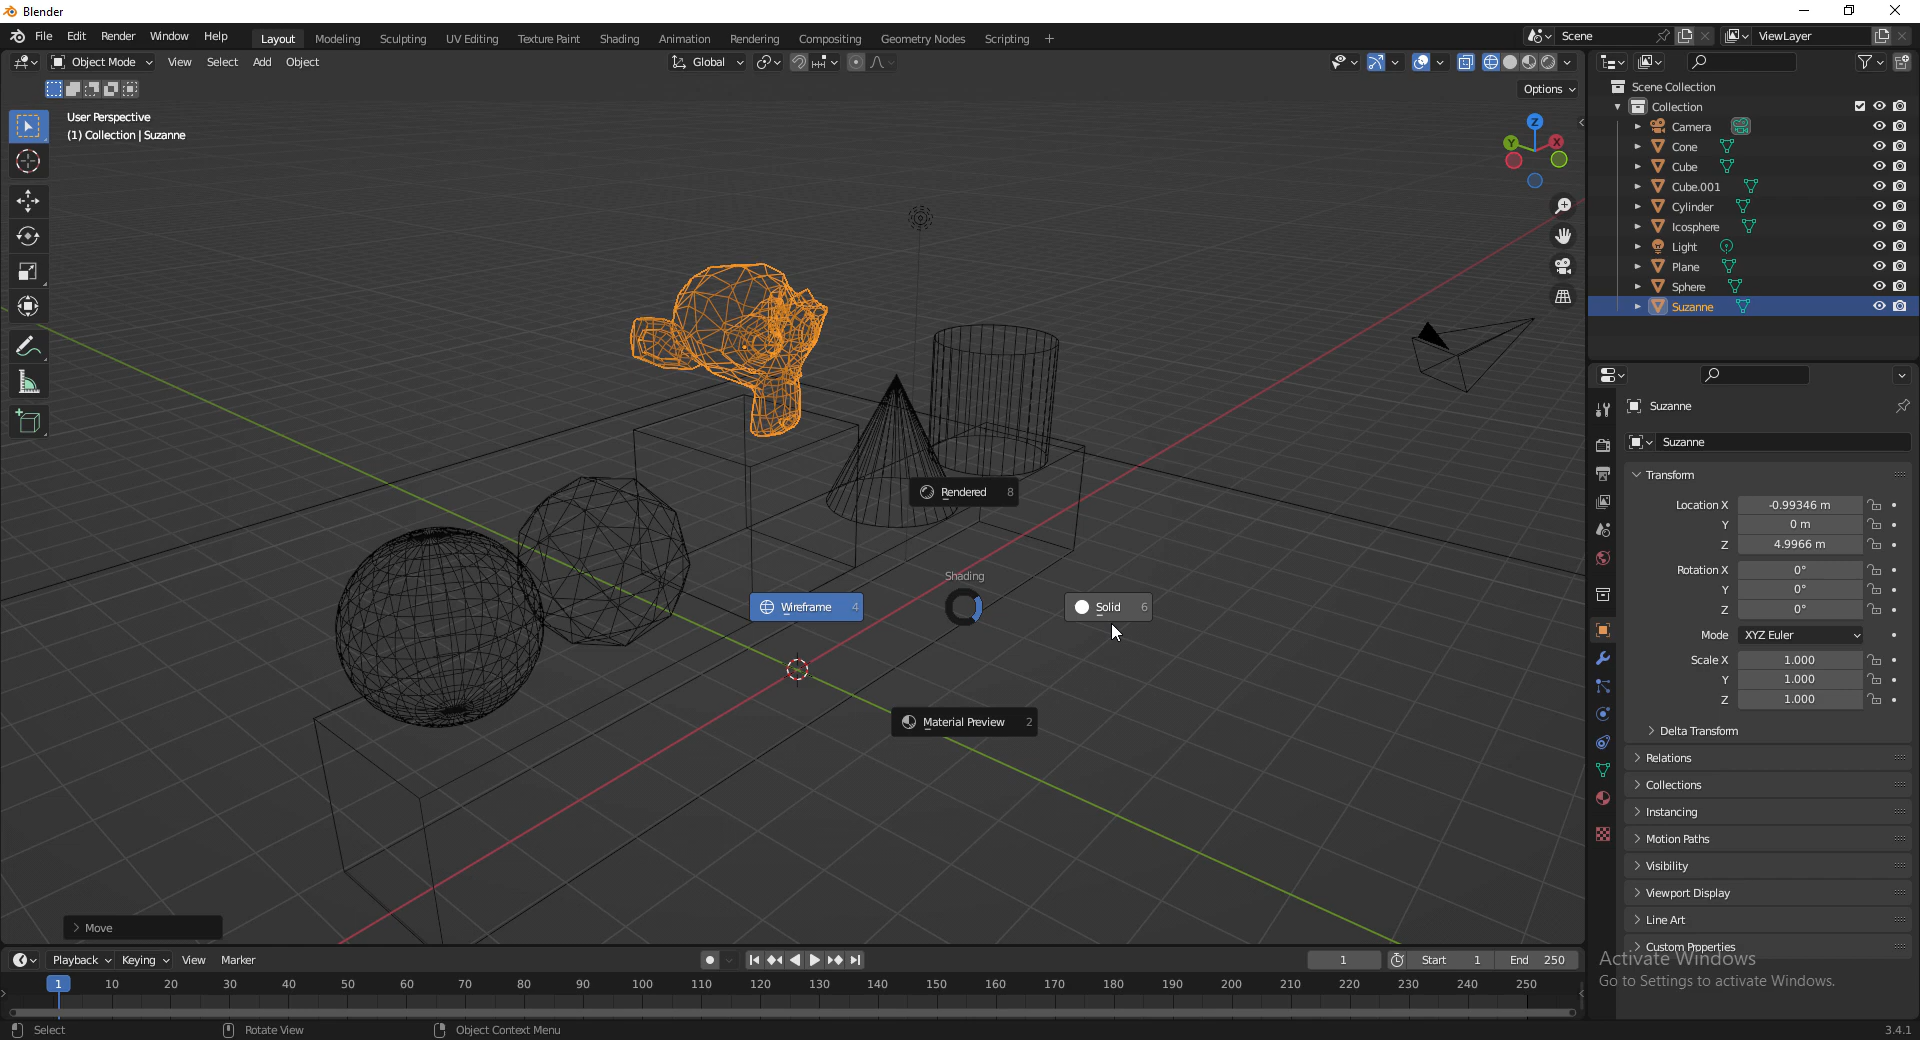 Blender
File Edit Render Window Help Layout Modeling Sculpting UV Editing Texture Paint Shading Animation Rendering Compositing Geometry Nodes Scripting + Scene ViewLayer
Object Mode View Select Add Object Global
Options
User Perspective
(1) Collection | Suzanne
Z
Y
X
Scene Collection
Collection
Camera
Cone
Cube
Cube.001
Cylinder
Icosphere
Light
Plane
Sphere
Suzanne
Suzanne
Suzanne
Transform
Location X -0.99346 m
Y 0 m
Z 4.9966 m
Rotation X 0°
Y 0°
Z 0°
Mode XYZ Euler
Scale X 1.000
Y 1.000
Z 1.000
Delta Transform
Relations
Collections
Instancing
Motion Paths
Visibility
Viewport Display
Line Art
Custom Properties
Activate Windows
Go to Settings to activate Windows.
Rendered 8
Shading
Wireframe 4
Solid 6
Material Preview 2
Move
Playback Keying View Marker 1 Start 1 End 250
1 10 20 30 40 50 60 70 80 90 100 110 120 130 140 150 160 170 180 190 200 210 220 230 240 250
Select Rotate View Object Context Menu 3.4.1